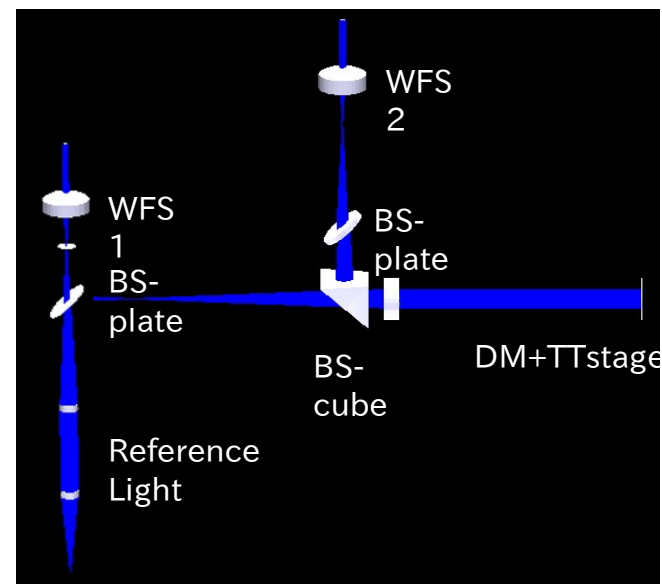 WFS
2
WFS
1
BS-
plate
BS-
plate
DM+TTstage
BS-
cube
Reference
Light